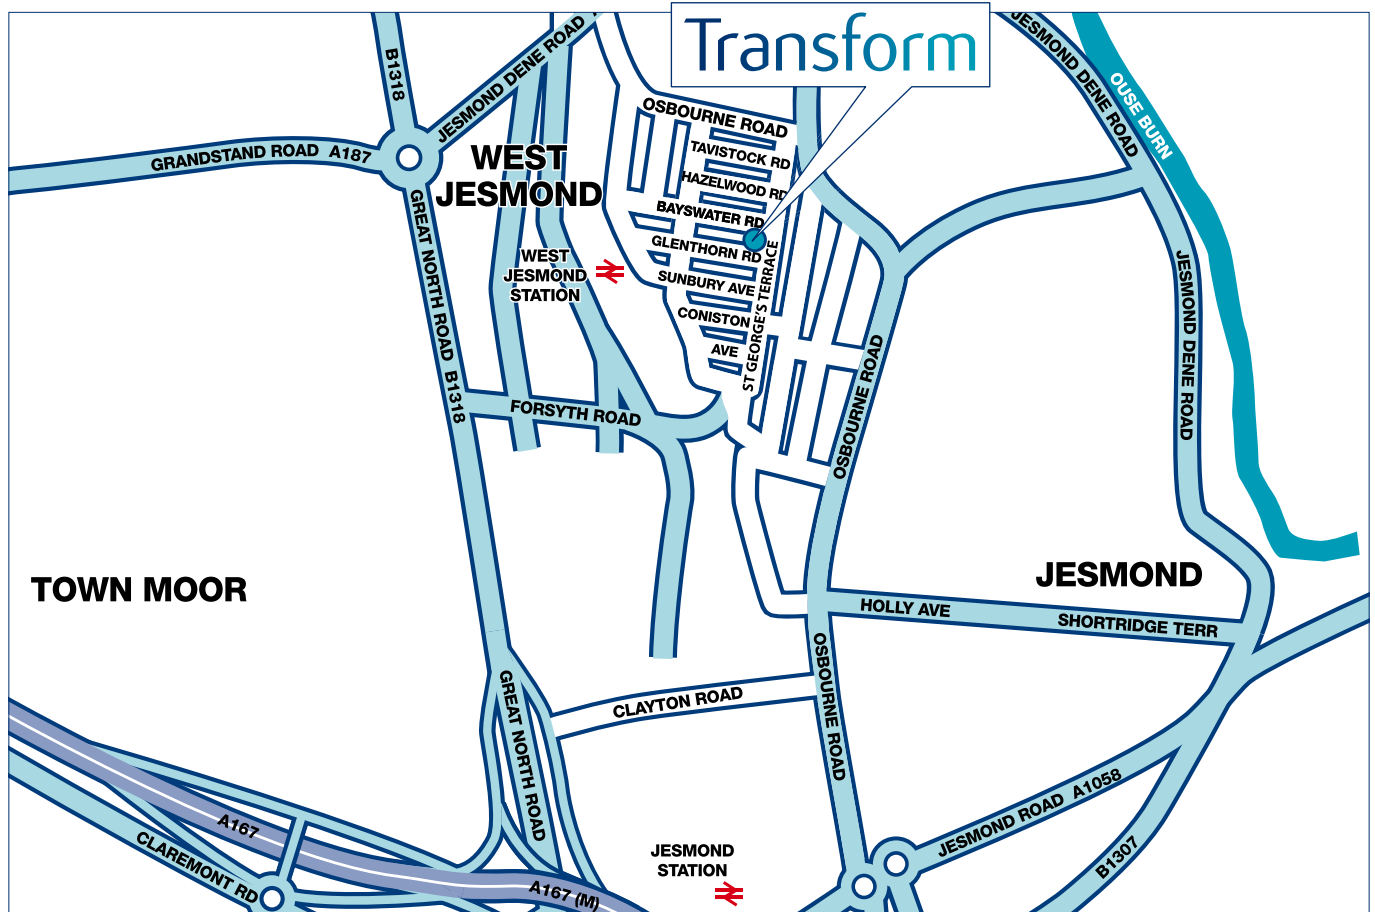 Transform
B1318
JESMOND DENE ROAD
JESMOND DENE ROAD
OUSE BURN
OSBOURNE ROAD
GRANDSTAND ROAD A187
TAVISTOCK RD
WEST
JESMOND
HAZELWOOD RD
BAYSWATER RD
GLENTHORN RD
WEST
JESMOND
STATION
SUNBURY AVE
CONISTON
AVE
ST GEORGE'S TERRACE
GREAT NORTH ROAD B1318
JESMOND DENE ROAD
OSBOURNE ROAD
FORSYTH ROAD
TOWN MOOR
JESMOND
HOLLY AVE
SHORTRIDGE TERR
OSBOURNE ROAD
GREAT NORTH ROAD
CLAYTON ROAD
A167
CLAREMONT RD
A167 (M)
JESMOND
STATION
JESMOND ROAD A1058
B1307